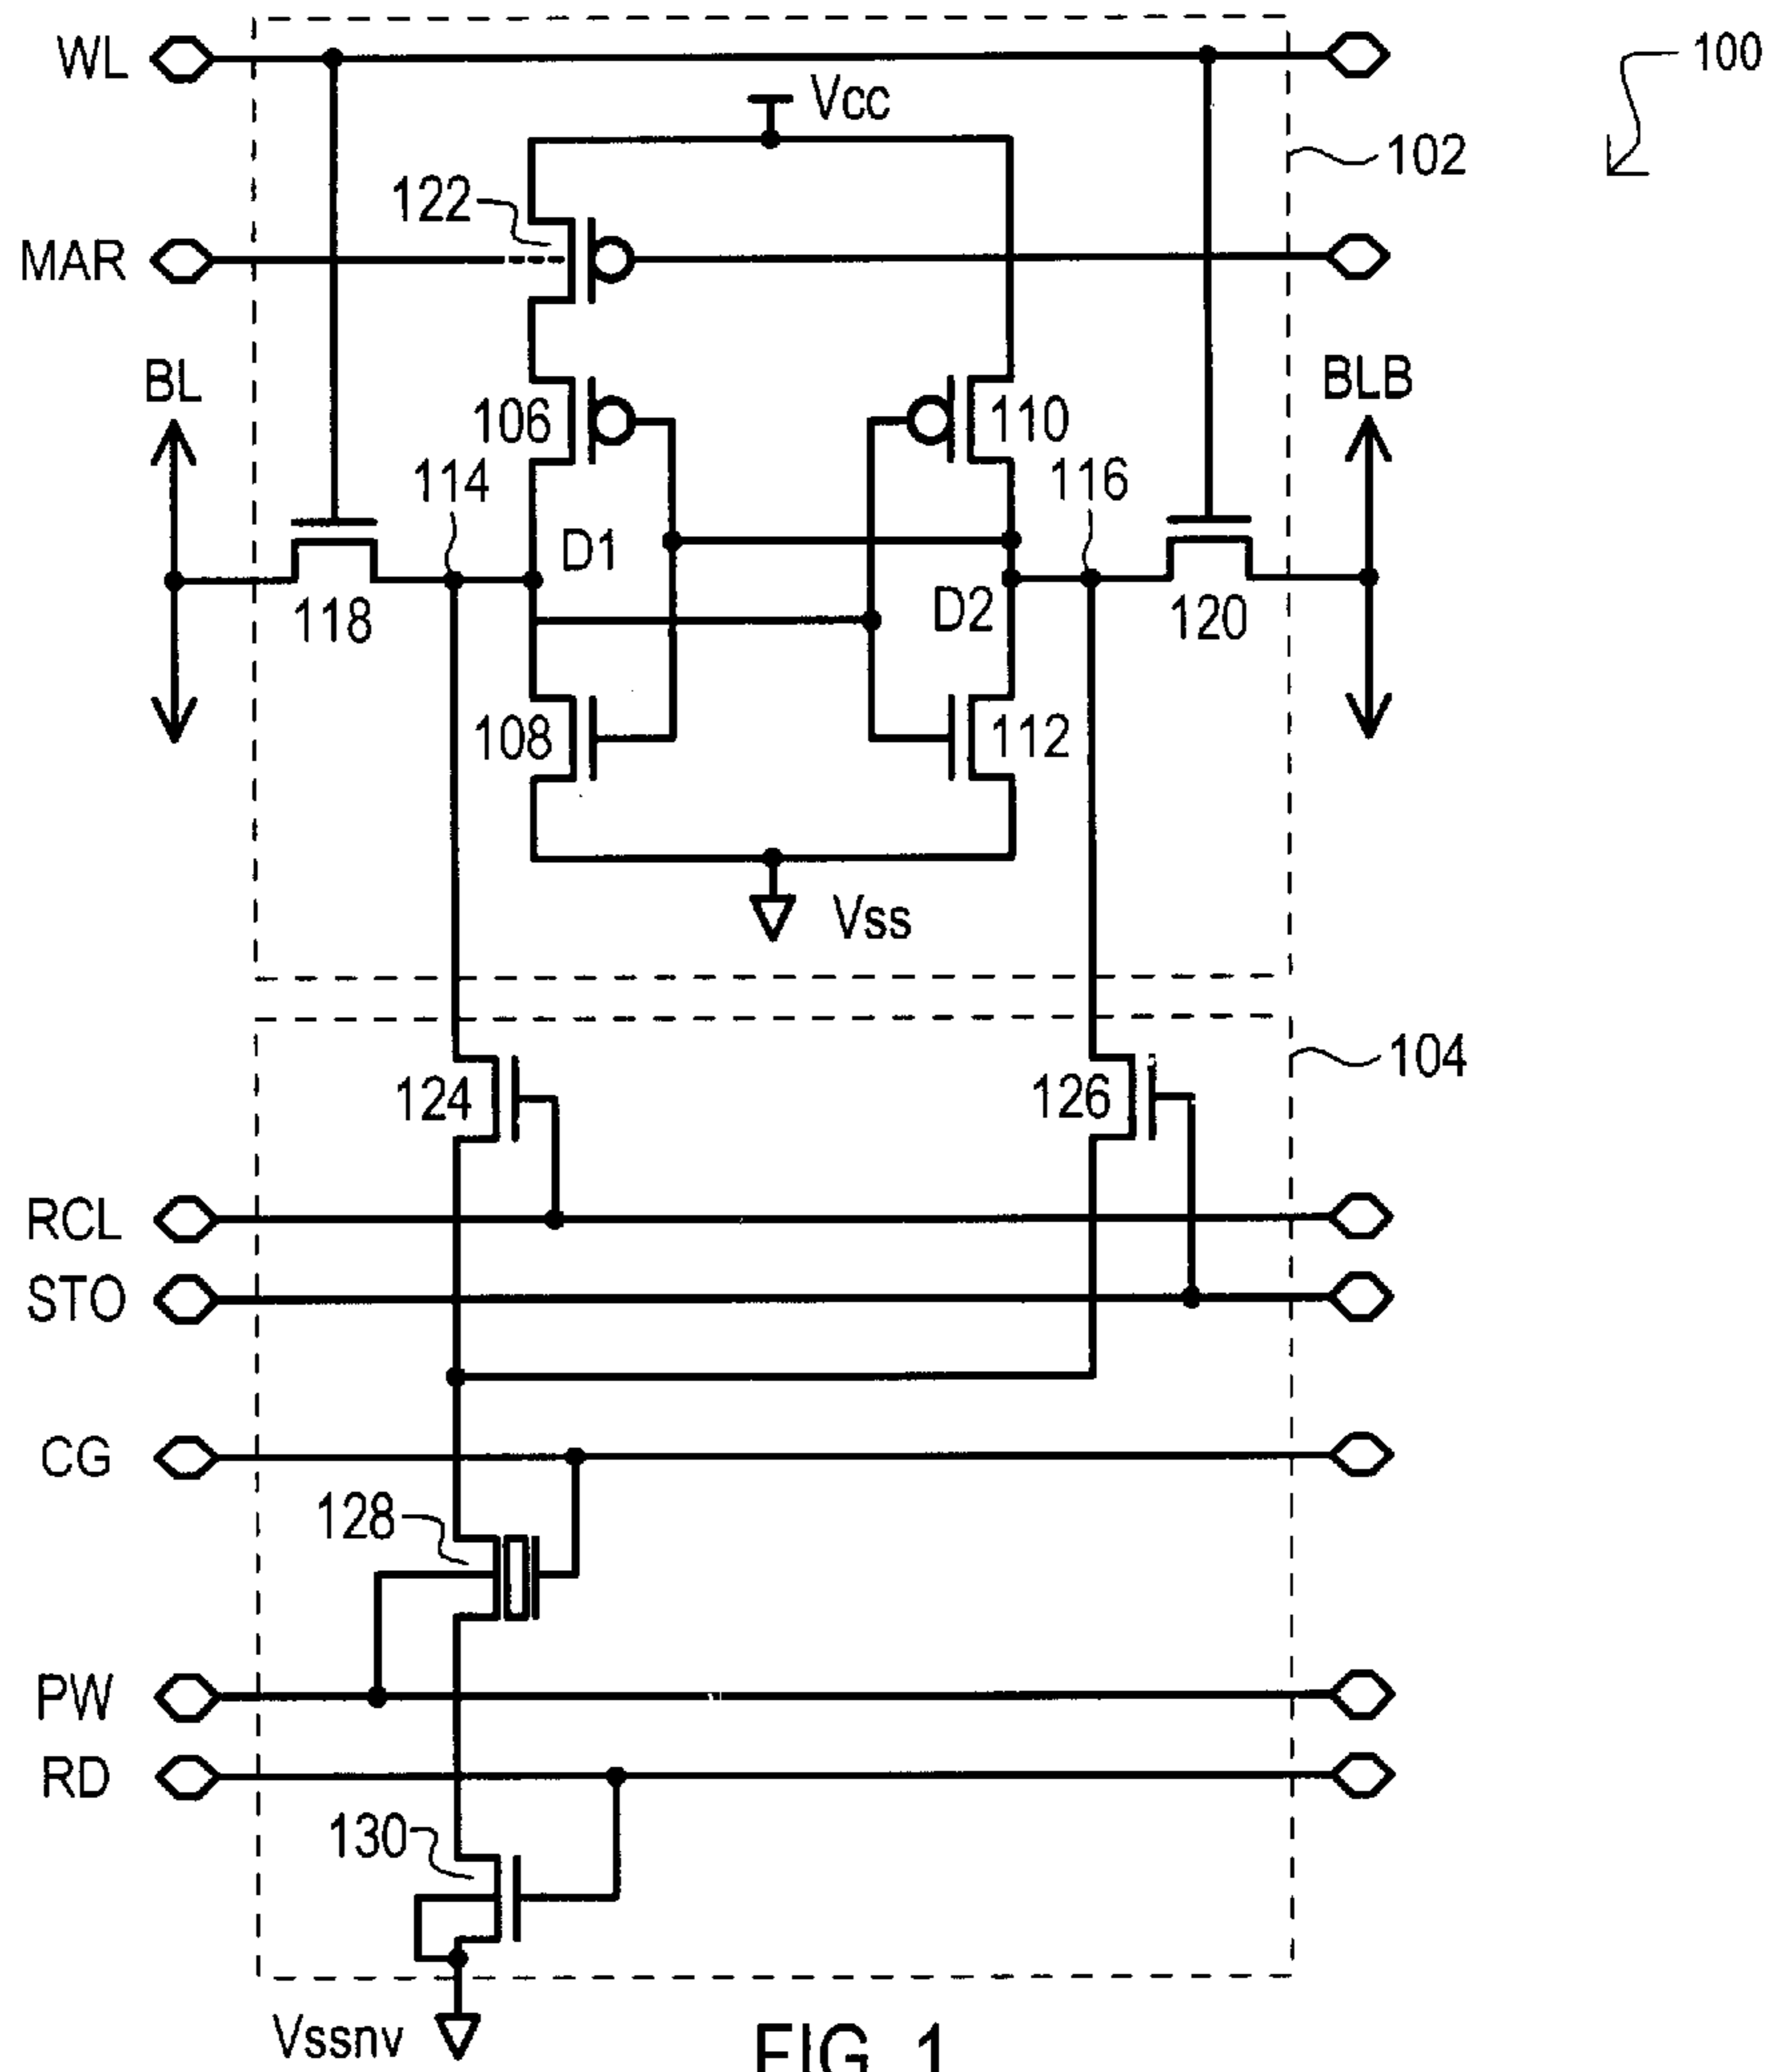 WL
100
Vcc
102
122
MAR
BL
BLB
106
110
114
116
D1
118
D2
120
108
112
Vss
104
124
126
RCL
STO
CG
128
PW
RD
130
Vssnv
FIG. 1